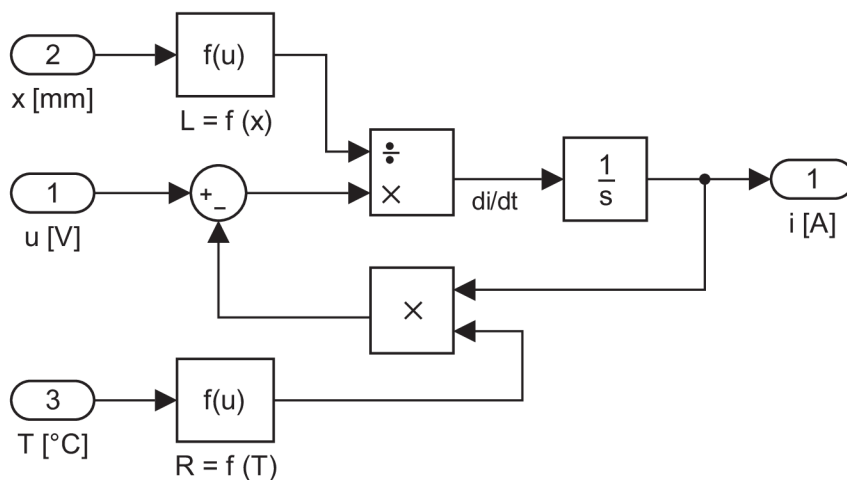 2
x [mm]
f(u)
L = f (x)
1
u [V]
+
−
÷
×
di/dt
1
s
1
i [A]
×
3
T [°C]
f(u)
R = f (T)